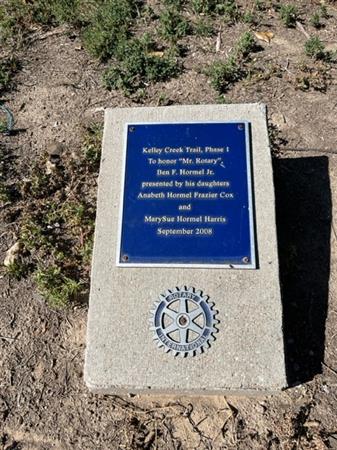 Kelley Creek Trail, Phase 1
To honor "Mr. Rotary",
Ben F. Hormel Jr.
presented by his daughters
Anabeth Hormel Frazier Cox
and
MarySue Hormel Harris
September 2008
ROTARY
INTERNATIONAL